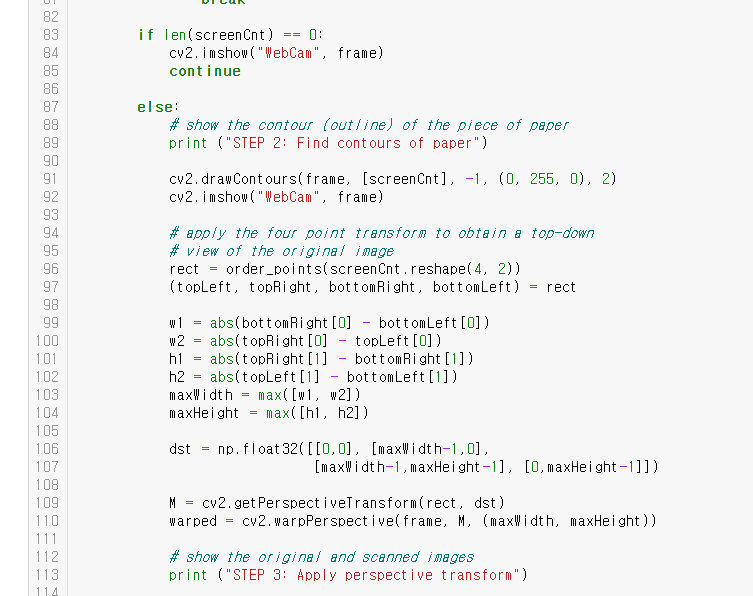 break
82
83 if len(screenCnt) == 0:
84 cv2.imshow("WebCam", frame)
85 continue
86
87 else:
88 # show the contour (outline) of the piece of paper
89 print ("STEP 2: Find contours of paper")
90
91 cv2.drawContours(frame, [screenCnt], -1, (0, 255, 0), 2)
92 cv2.imshow("WebCam", frame)
93
94 # apply the four point transform to obtain a top-down
95 # view of the original image
96 rect = order_points(screenCnt.reshape(4, 2))
97 (topLeft, topRight, bottomRight, bottomLeft) = rect
98
99 w1 = abs(bottomRight[0] - bottomLeft[0])
100 w2 = abs(topRight[0] - topLeft[0])
101 h1 = abs(topRight[1] - bottomRight[1])
102 h2 = abs(topLeft[1] - bottomLeft[1])
103 maxWidth = max([w1, w2])
104 maxHeight = max([h1, h2])
105
106 dst = np.float32([[0,0], [maxWidth-1,0],
107 [maxWidth-1,maxHeight-1], [0,maxHeight-1]])
108
109 M = cv2.getPerspectiveTransform(rect, dst)
110 warped = cv2.warpPerspective(frame, M, (maxWidth, maxHeight))
111
112 # show the original and scanned images
113 print ("STEP 3: Apply perspective transform")
114